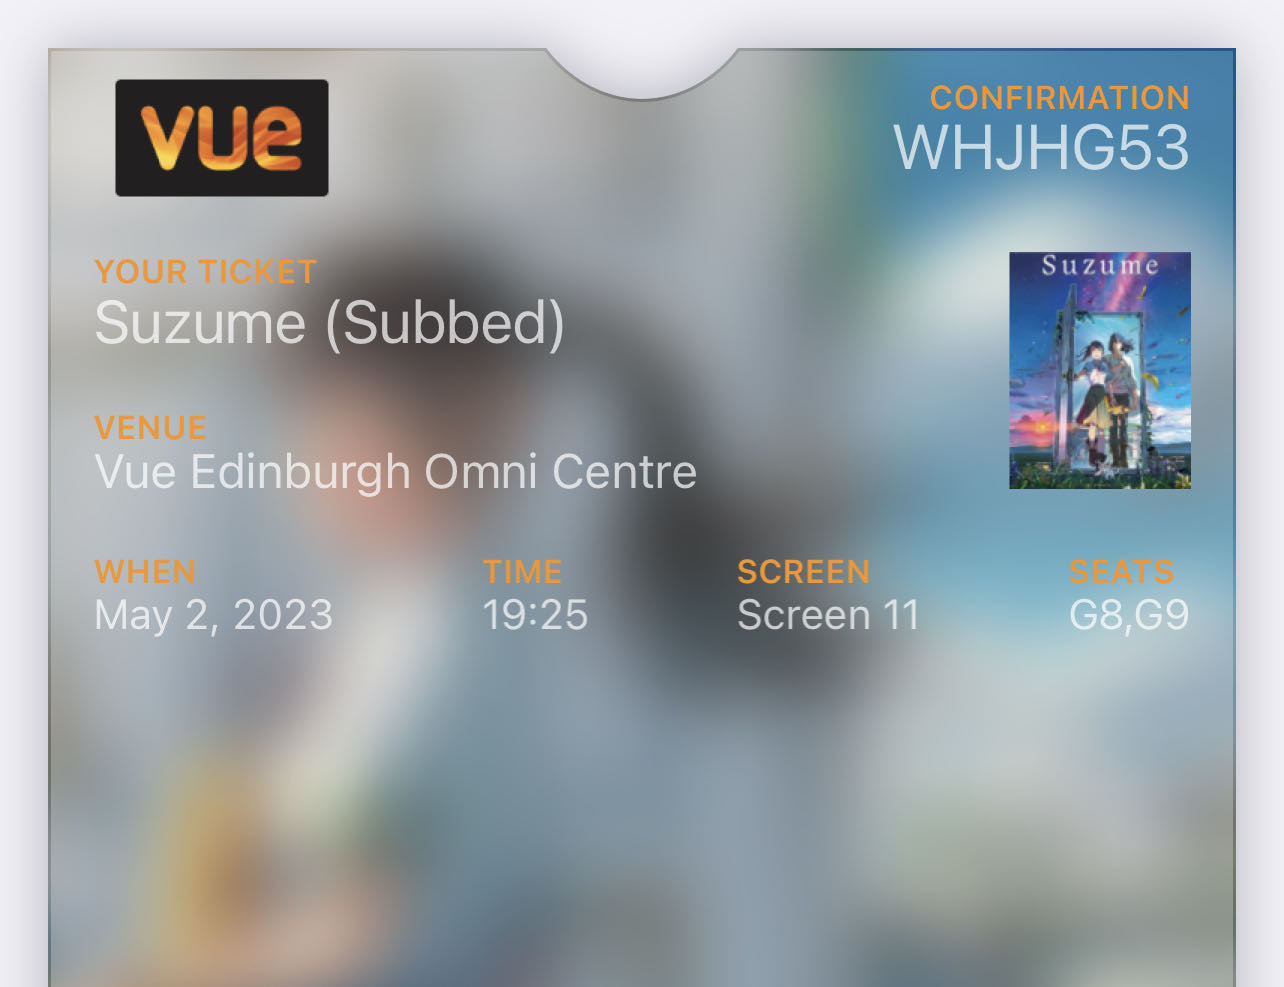 vue
CONFIRMATION
WHJHG53
YOUR TICKET
Suzume (Subbed)
Suzume
VENUE
Vue Edinburgh Omni Centre
WHEN
May 2, 2023
TIME
19:25
SCREEN
Screen 11
SEATS
G8,G9